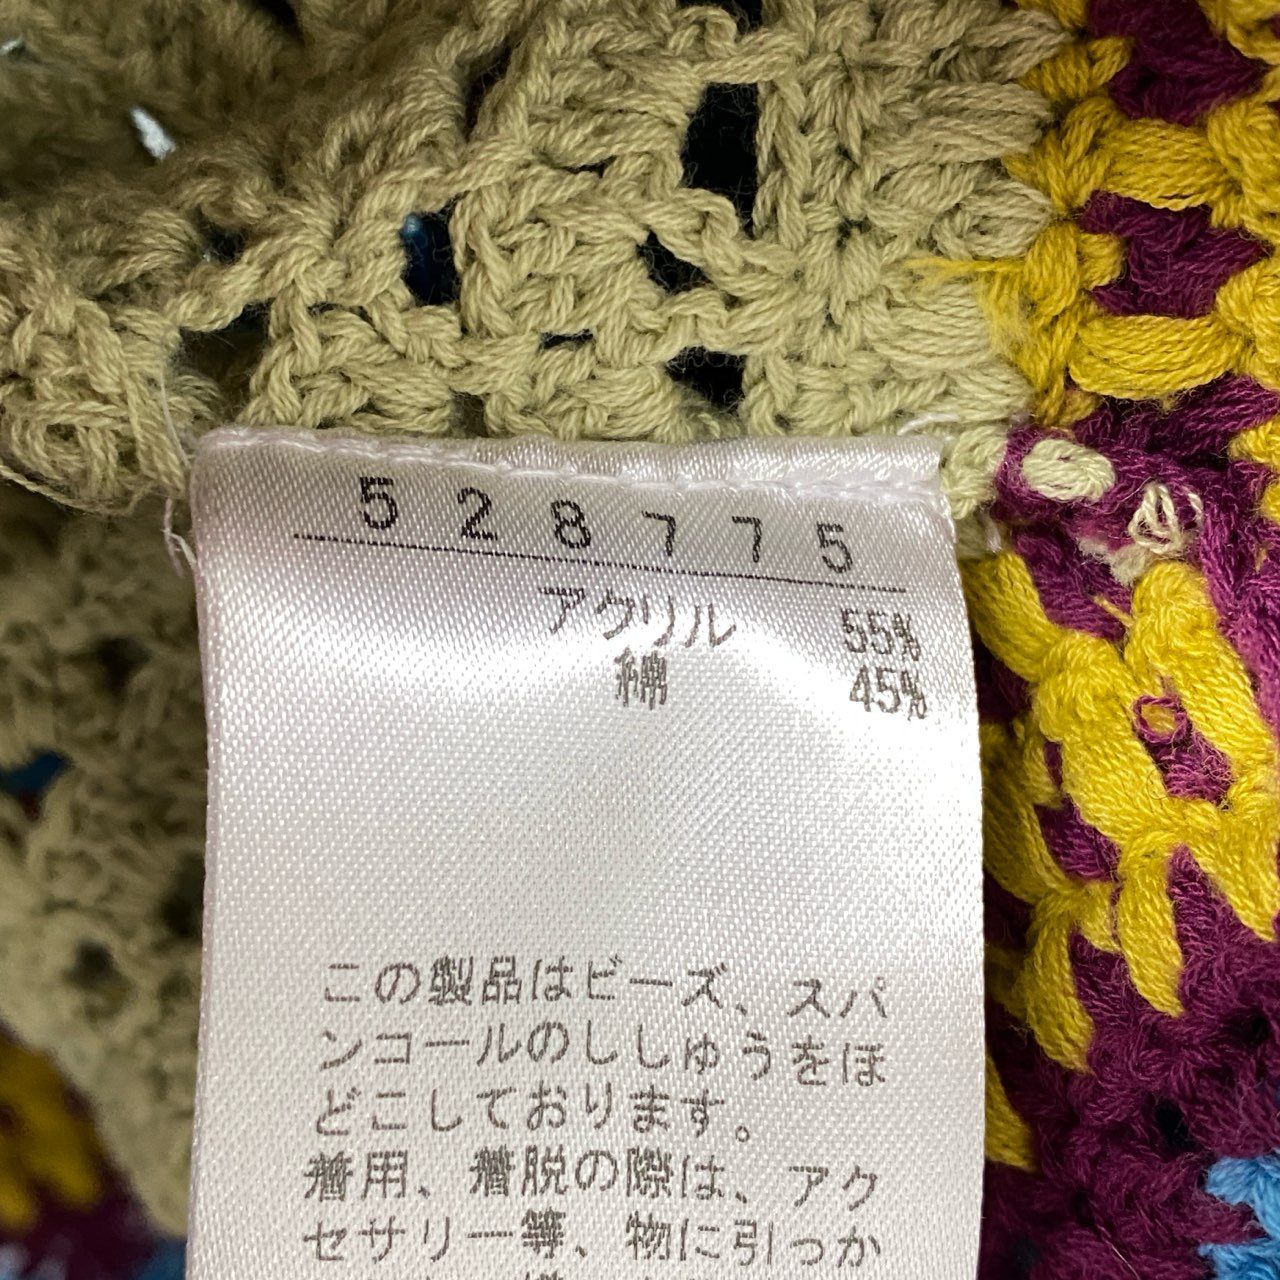 528775
アクリル 55%
綿 45%
この製品はビーズ、スパ
ンコールのししゅうをほ
どこしております。
着用、着脱の際は、アク
セサリー等、物に引っか